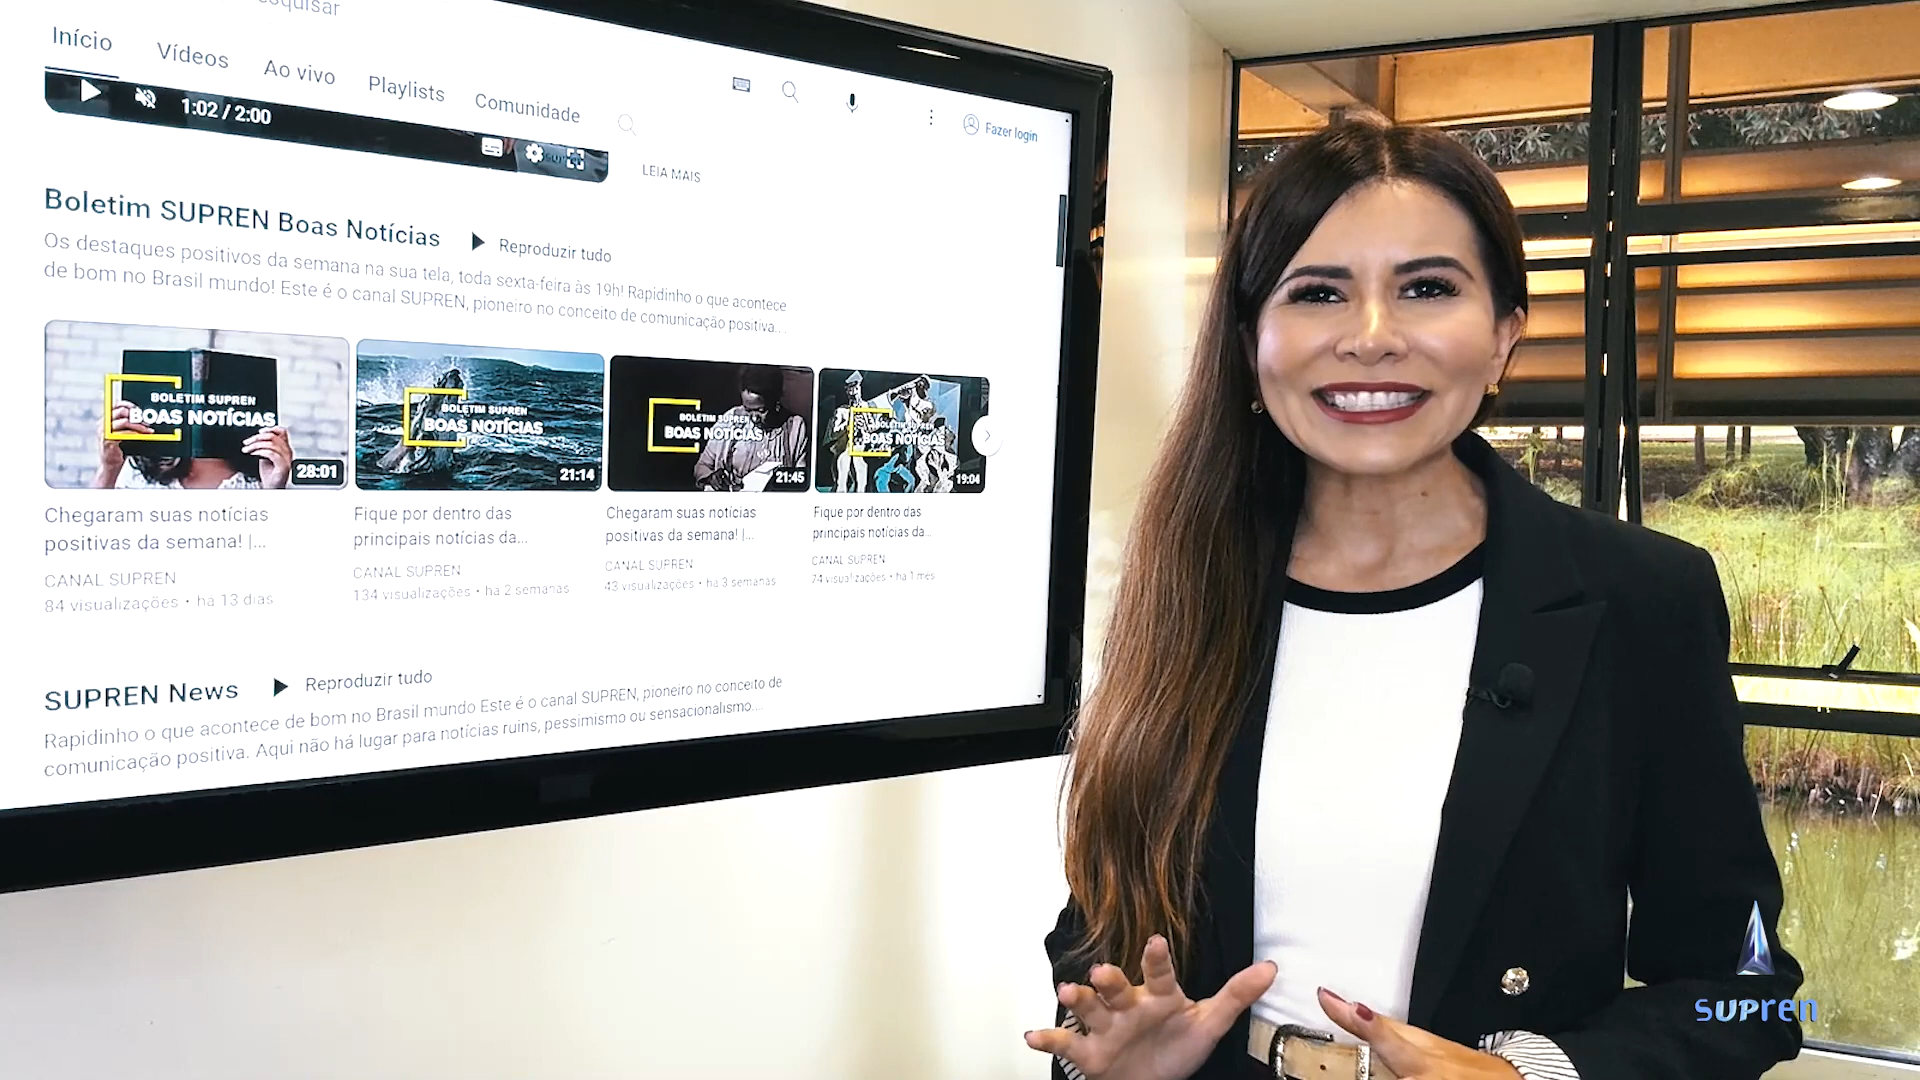 Início
Vídeos
Ao vivo
Playlists
Comunidade
1:02 / 2:00
Fazer login
LEIA MAIS
Boletim SUPREN Boas Notícias
Reproduzir tudo
Os destaques positivos da semana na sua tela, toda sexta-feira às 19h! Rapidinho o que acontece
de bom no Brasil mundo! Este é o canal SUPREN, pioneiro no conceito de comunicação positiva...
BOLETIM SUPREN
BOAS NOTÍCIAS
28:01
BOLETIM SUPREN
BOAS NOTÍCIAS
21:14
BOLETIM SUPREN
BOAS NOTÍCIAS
21:45
BOLETIM SUPREN
BOAS NOTÍCIAS
19:04
Chegaram suas notícias
positivas da semana! |...
CANAL SUPREN
84 visualizações • há 13 dias
Fique por dentro das
principais notícias da...
CANAL SUPREN
134 visualizações • há 2 semanas
Chegaram suas notícias
positivas da semana! |...
CANAL SUPREN
43 visualizações • há 3 semanas
Fique por dentro das
principais notícias da...
CANAL SUPREN
74 visualizações • há 1 mês
SUPREN News
Reproduzir tudo
Rapidinho o que acontece de bom no Brasil mundo Este é o canal SUPREN, pioneiro no conceito de
comunicação positiva. Aqui não há lugar para notícias ruins, pessimismo ou sensacionalismo....
supren